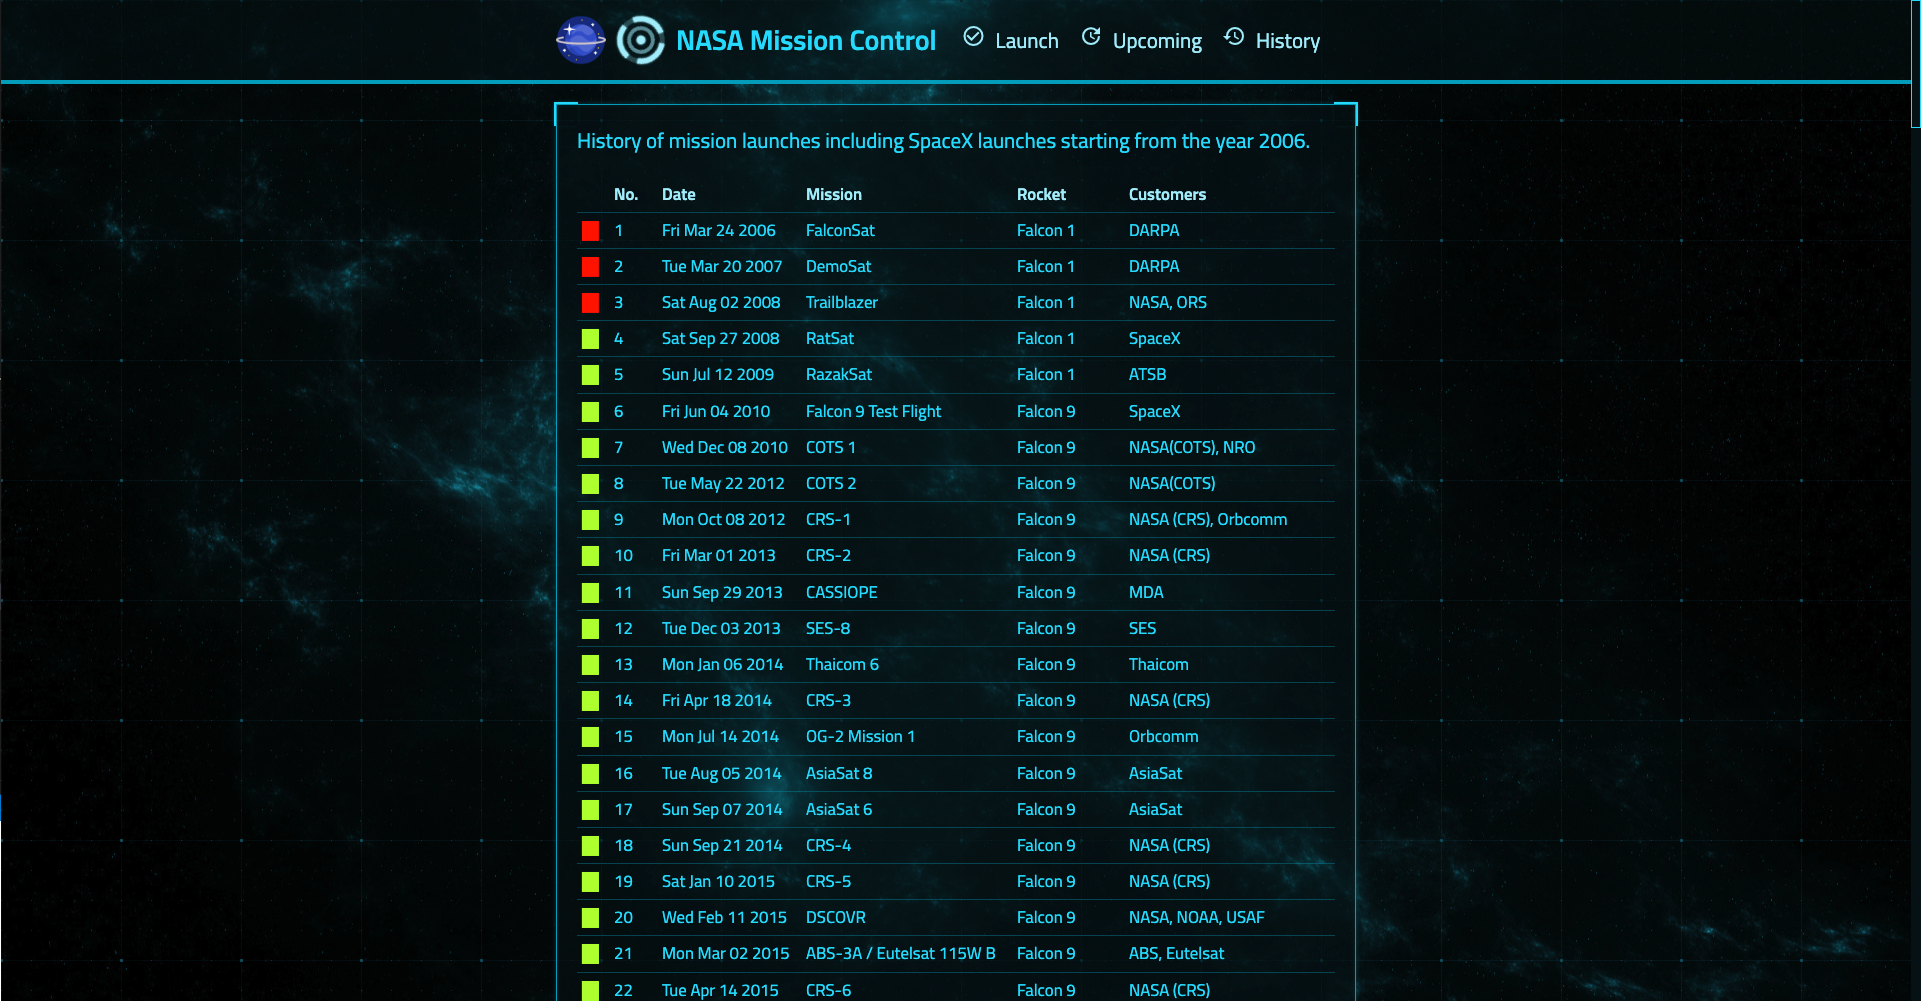 NASA Mission Control Launch Upcoming History
History of mission launches including SpaceX launches starting from the year 2006.
No. Date Mission Rocket Customers
1 Fri Mar 24 2006 FalconSat Falcon 1 DARPA
2 Tue Mar 20 2007 DemoSat Falcon 1 DARPA
3 Sat Aug 02 2008 Trailblazer Falcon 1 NASA, ORS
4 Sat Sep 27 2008 RatSat Falcon 1 SpaceX
5 Sun Jul 12 2009 RazakSat Falcon 1 ATSB
6 Fri Jun 04 2010 Falcon 9 Test Flight Falcon 9 SpaceX
7 Wed Dec 08 2010 COTS 1 Falcon 9 NASA(COTS), NRO
8 Tue May 22 2012 COTS 2 Falcon 9 NASA(COTS)
9 Mon Oct 08 2012 CRS-1 Falcon 9 NASA (CRS), Orbcomm
10 Fri Mar 01 2013 CRS-2 Falcon 9 NASA (CRS)
11 Sun Sep 29 2013 CASSIOPE Falcon 9 MDA
12 Tue Dec 03 2013 SES-8 Falcon 9 SES
13 Mon Jan 06 2014 Thaicom 6 Falcon 9 Thaicom
14 Fri Apr 18 2014 CRS-3 Falcon 9 NASA (CRS)
15 Mon Jul 14 2014 OG-2 Mission 1 Falcon 9 Orbcomm
16 Tue Aug 05 2014 AsiaSat 8 Falcon 9 AsiaSat
17 Sun Sep 07 2014 AsiaSat 6 Falcon 9 AsiaSat
18 Sun Sep 21 2014 CRS-4 Falcon 9 NASA (CRS)
19 Sat Jan 10 2015 CRS-5 Falcon 9 NASA (CRS)
20 Wed Feb 11 2015 DSCOVR Falcon 9 NASA, NOAA, USAF
21 Mon Mar 02 2015 ABS-3A / Eutelsat 115W B Falcon 9 ABS, Eutelsat
22 Tue Apr 14 2015 CRS-6 Falcon 9 NASA (CRS)